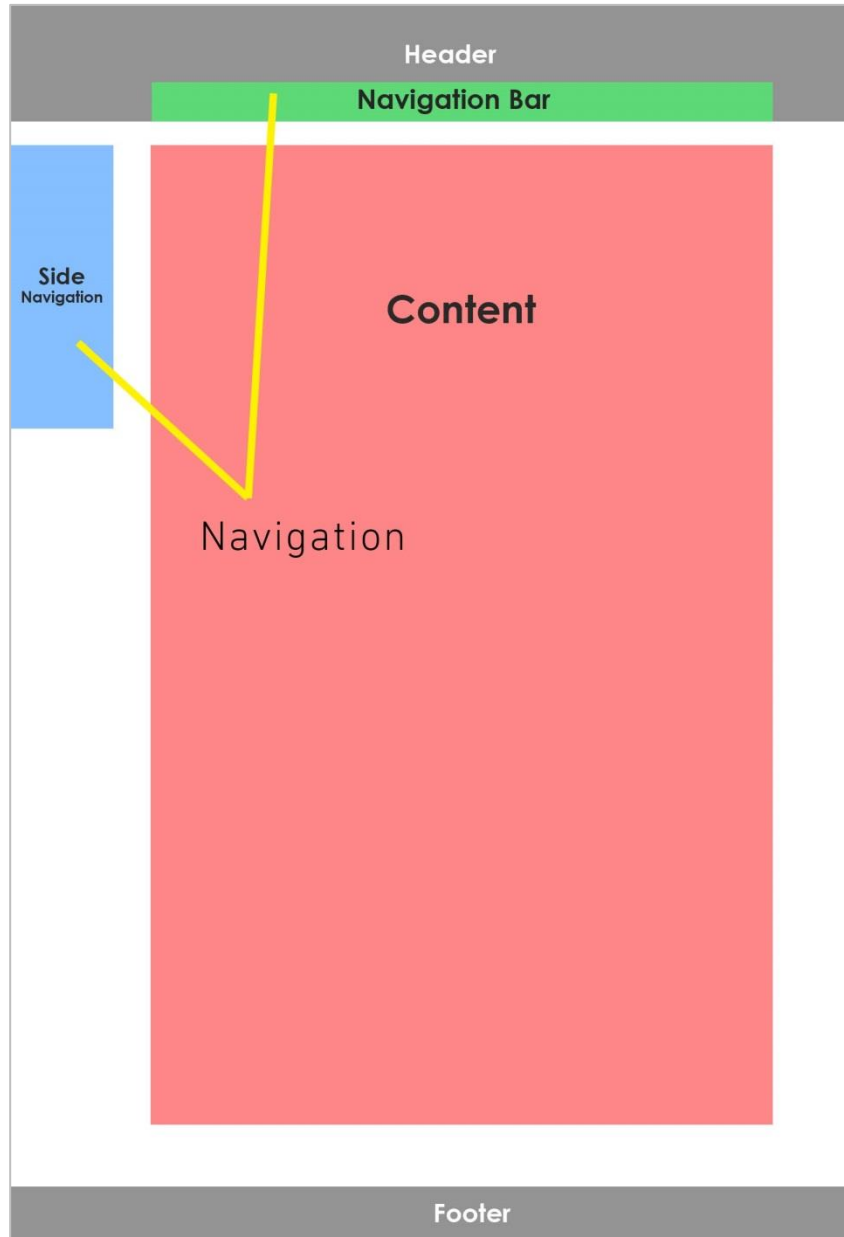 Header
Navigation Bar
Side
Navigation
Content
Navigation
Footer